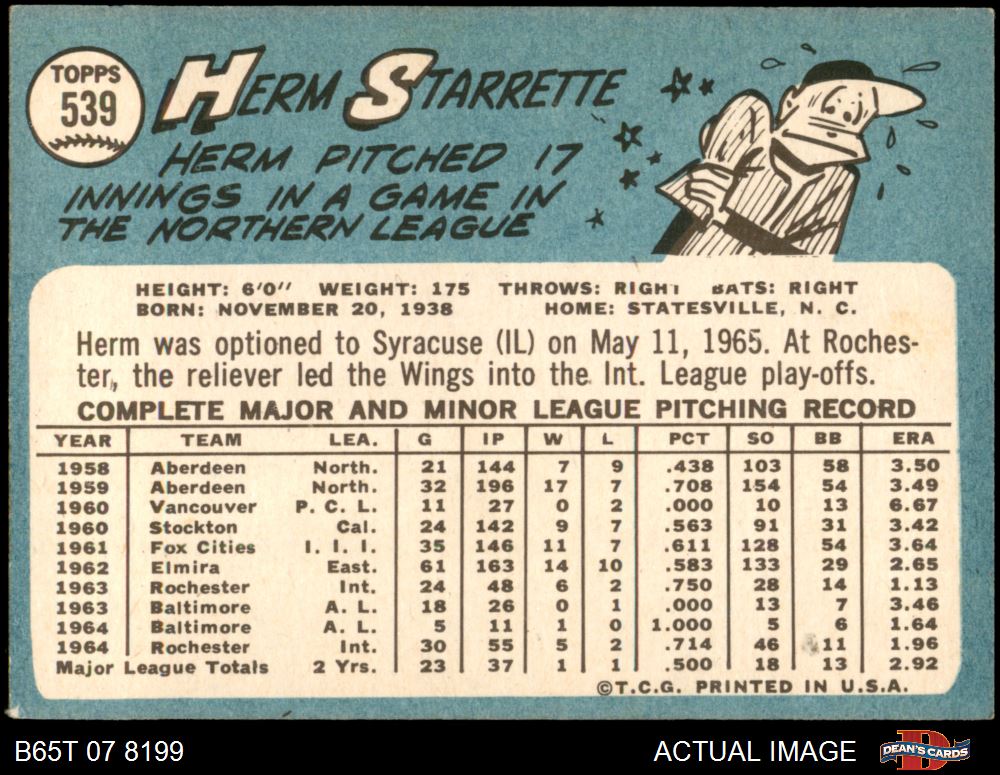 TOPPS
539
HERM STARRETTE
HERM PITCHED 17
INNINGS IN A GAME IN
THE NORTHERN LEAGUE
HEIGHT: 6'0" WEIGHT: 175 THROWS: RIGHT BATS: RIGHT
BORN: NOVEMBER 20, 1938 HOME: STATESVILLE, N. C.
Herm was optioned to Syracuse (IL) on May 11, 1965. At Roches-
ter, the reliever led the Wings into the Int. League play-offs.
COMPLETE MAJOR AND MINOR LEAGUE PITCHING RECORD
YEAR TEAM LEA. G IP W L PCT SO BB ERA
1958 Aberdeen North. 21 144 7 9 .438 103 58 3.50
1959 Aberdeen North. 32 196 17 7 .708 154 54 3.49
1960 Vancouver P. C. L. 11 27 0 2 .000 10 13 6.67
1960 Stockton Cal. 24 142 9 7 .563 91 31 3.42
1961 Fox Cities I. I. I. 35 146 11 7 .611 128 54 3.64
1962 Elmira East. 61 163 14 10 .583 133 29 2.65
1963 Rochester Int. 24 48 6 2 .750 28 14 1.13
1963 Baltimore A. L. 18 26 0 1 .000 13 7 3.46
1964 Baltimore A. L. 5 11 1 0 1.000 5 6 1.64
1964 Rochester Int. 30 55 5 2 .714 46 11 1.96
Major League Totals 2 Yrs. 23 37 1 1 .500 18 13 2.92
©T.C.G. PRINTED IN U.S.A.
B65T 07 8199 ACTUAL IMAGE DEAN'S CARDS